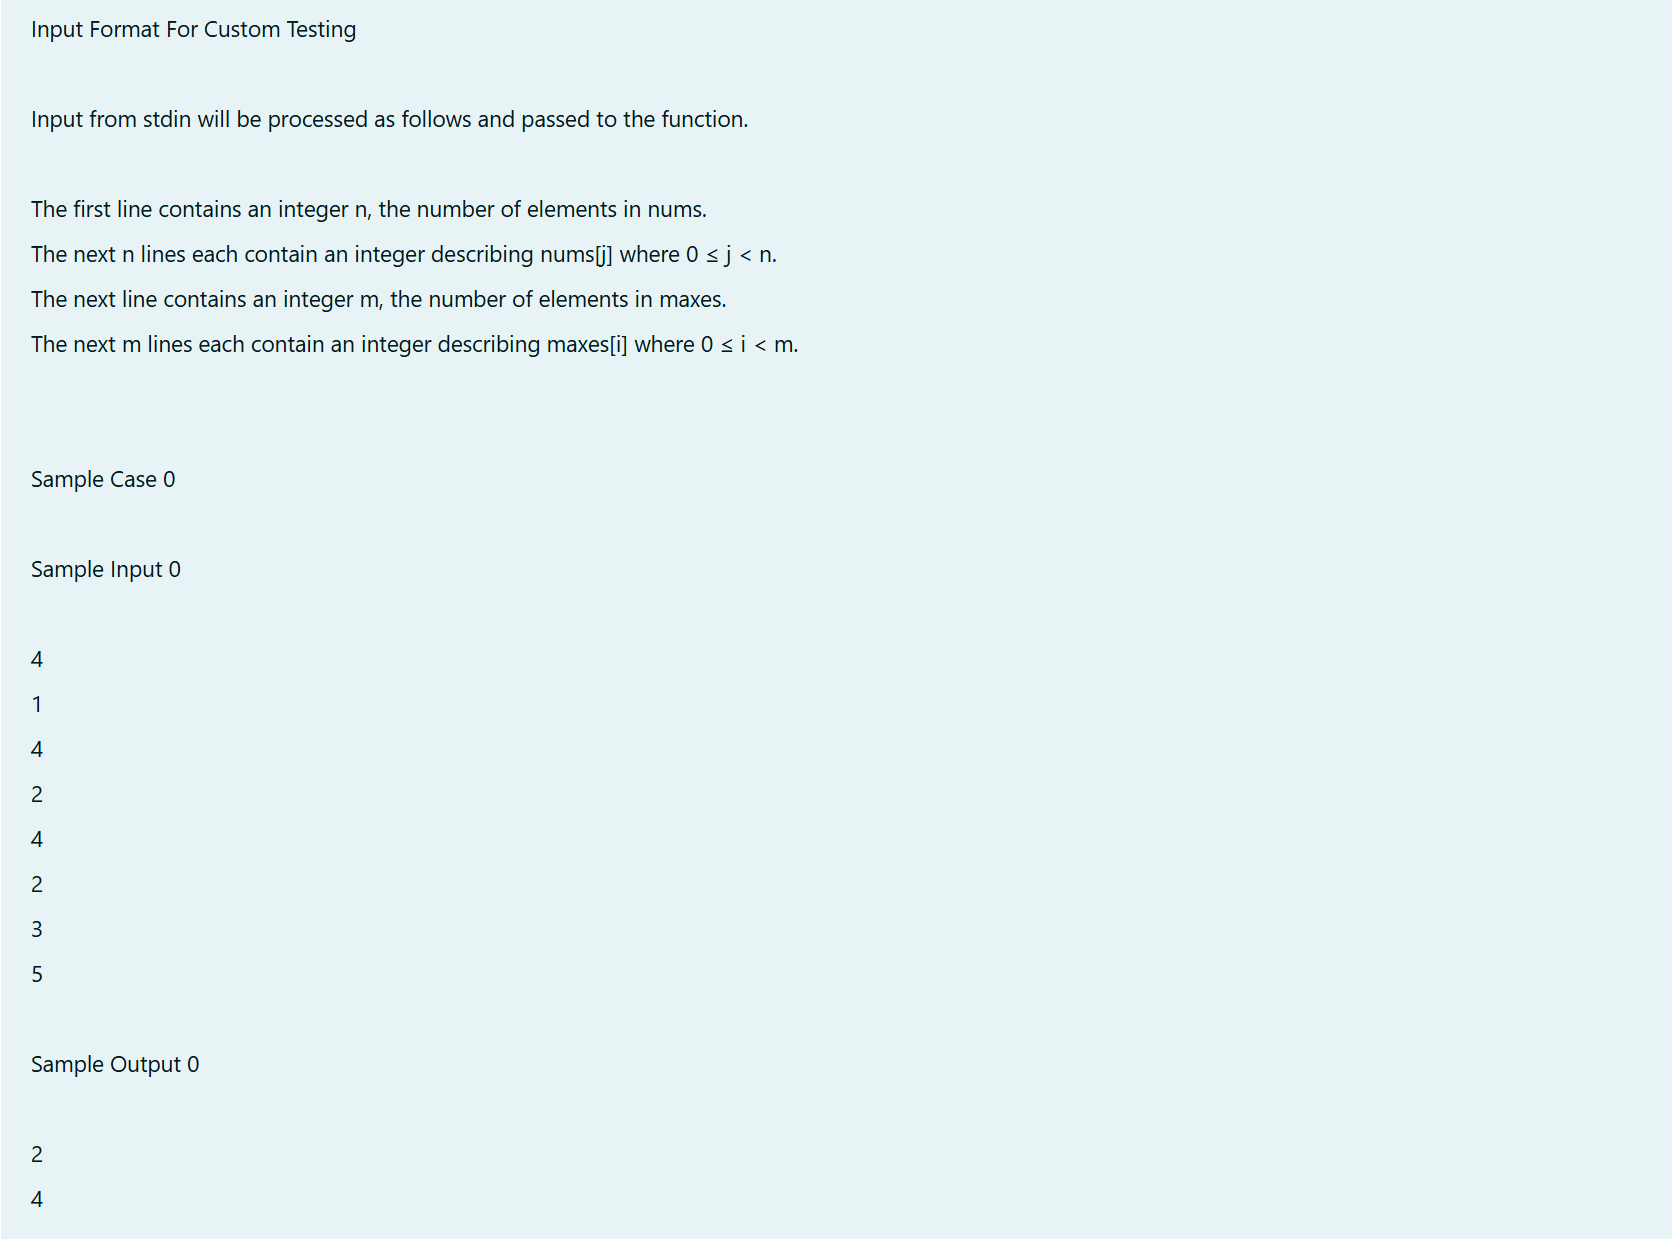 Input Format For Custom Testing
Input from stdin will be processed as follows and passed to the function.
The first line contains an integer n, the number of elements in nums.
The next n lines each contain an integer describing nums[j] where 0 ≤ j < n.
The next line contains an integer m, the number of elements in maxes.
The next m lines each contain an integer describing maxes[i] where 0 ≤ i < m.
Sample Case 0
Sample Input 0
4
1
4
2
4
2
3
5
Sample Output 0
2
4